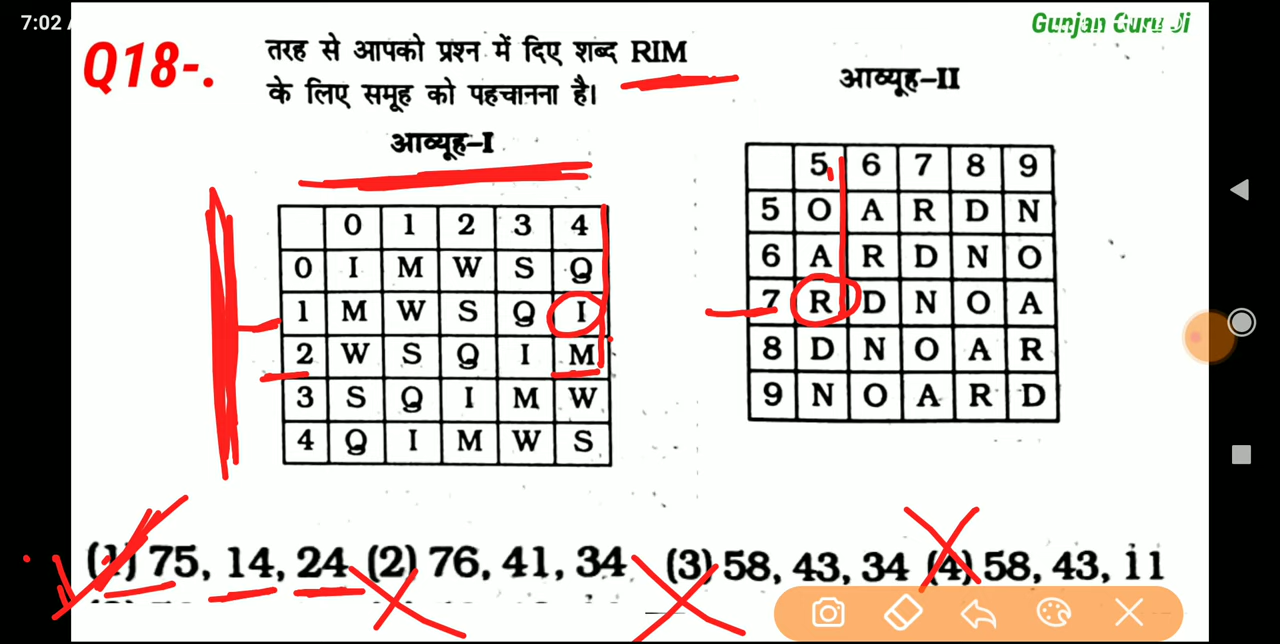 7:02
Gunjan Guru Ji
Q18-.
तरह से आपको प्रश्न में दिए शब्द RIM
के लिए समूह को पहचानना है।
आव्यूह-I
0 1 2 3 4
0 I M W S Q
1 M W S Q I
2 W S Q I M
3 S Q I M W
4 Q I M W S
आव्यूह-II
5 6 7 8 9
5 O A R D N
6 A R D N O
7 R D N O A
8 D N O A R
9 N O A R D
(1) 75, 14, 24 (2) 76, 41, 34 (3) 58, 43, 34 (4) 58, 43, 11